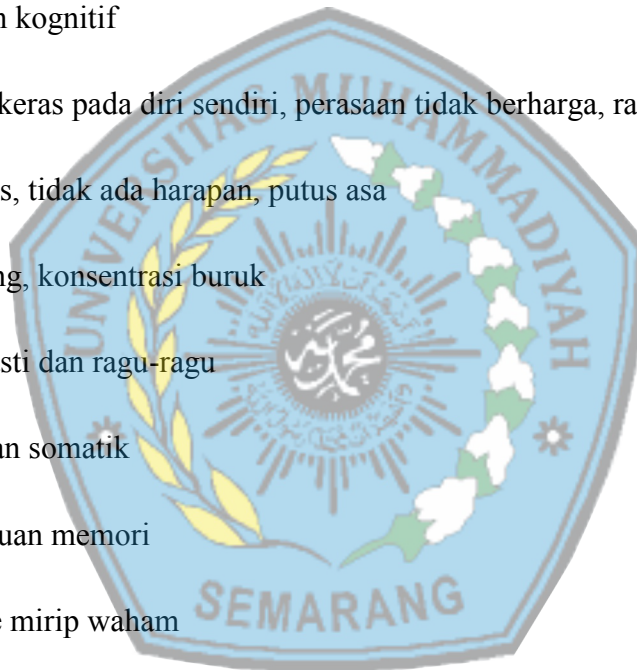 n kognitif
keras pada diri sendiri, perasaan tidak berharga, ra
s, tidak ada harapan, putus asa
ng, konsentrasi buruk
sti dan ragu-ragu
an somatik
uan memori
e mirip waham
UNIVERSITAS MUHAMMADIYAH
SEMARANG